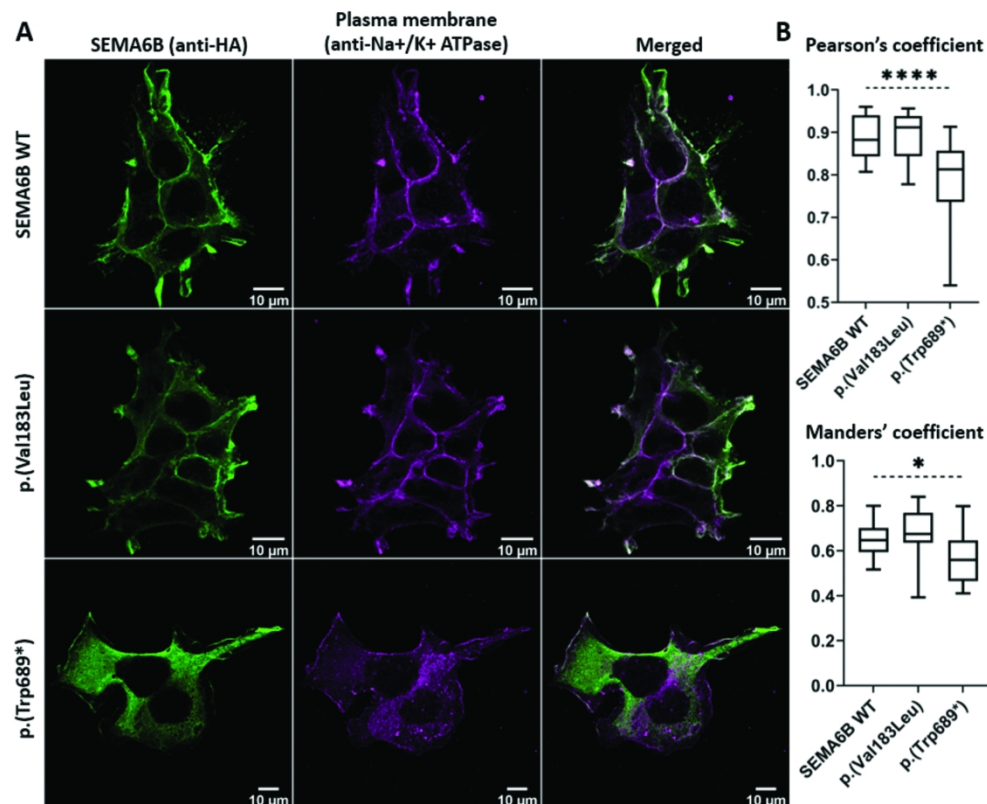 A
SEMA6B (anti-HA)
Plasma membrane
(anti-Na+/K+ ATPase)
Merged
SEMA6B WT
10 µm
10 µm
10 µm
p.(Val183Leu)
10 µm
10 µm
10 µm
p.(Trp689*)
10 µm
10 µm
10 µm
B
Pearson's coefficient
****
1.0
0.9
0.8
0.7
0.6
0.5
SEMA6B WT
p.(Val183Leu)
p.(Trp689*)
Manders' coefficient
*
1.0
0.8
0.6
0.4
0.2
0.0
SEMA6B WT
p.(Val183Leu)
p.(Trp689*)